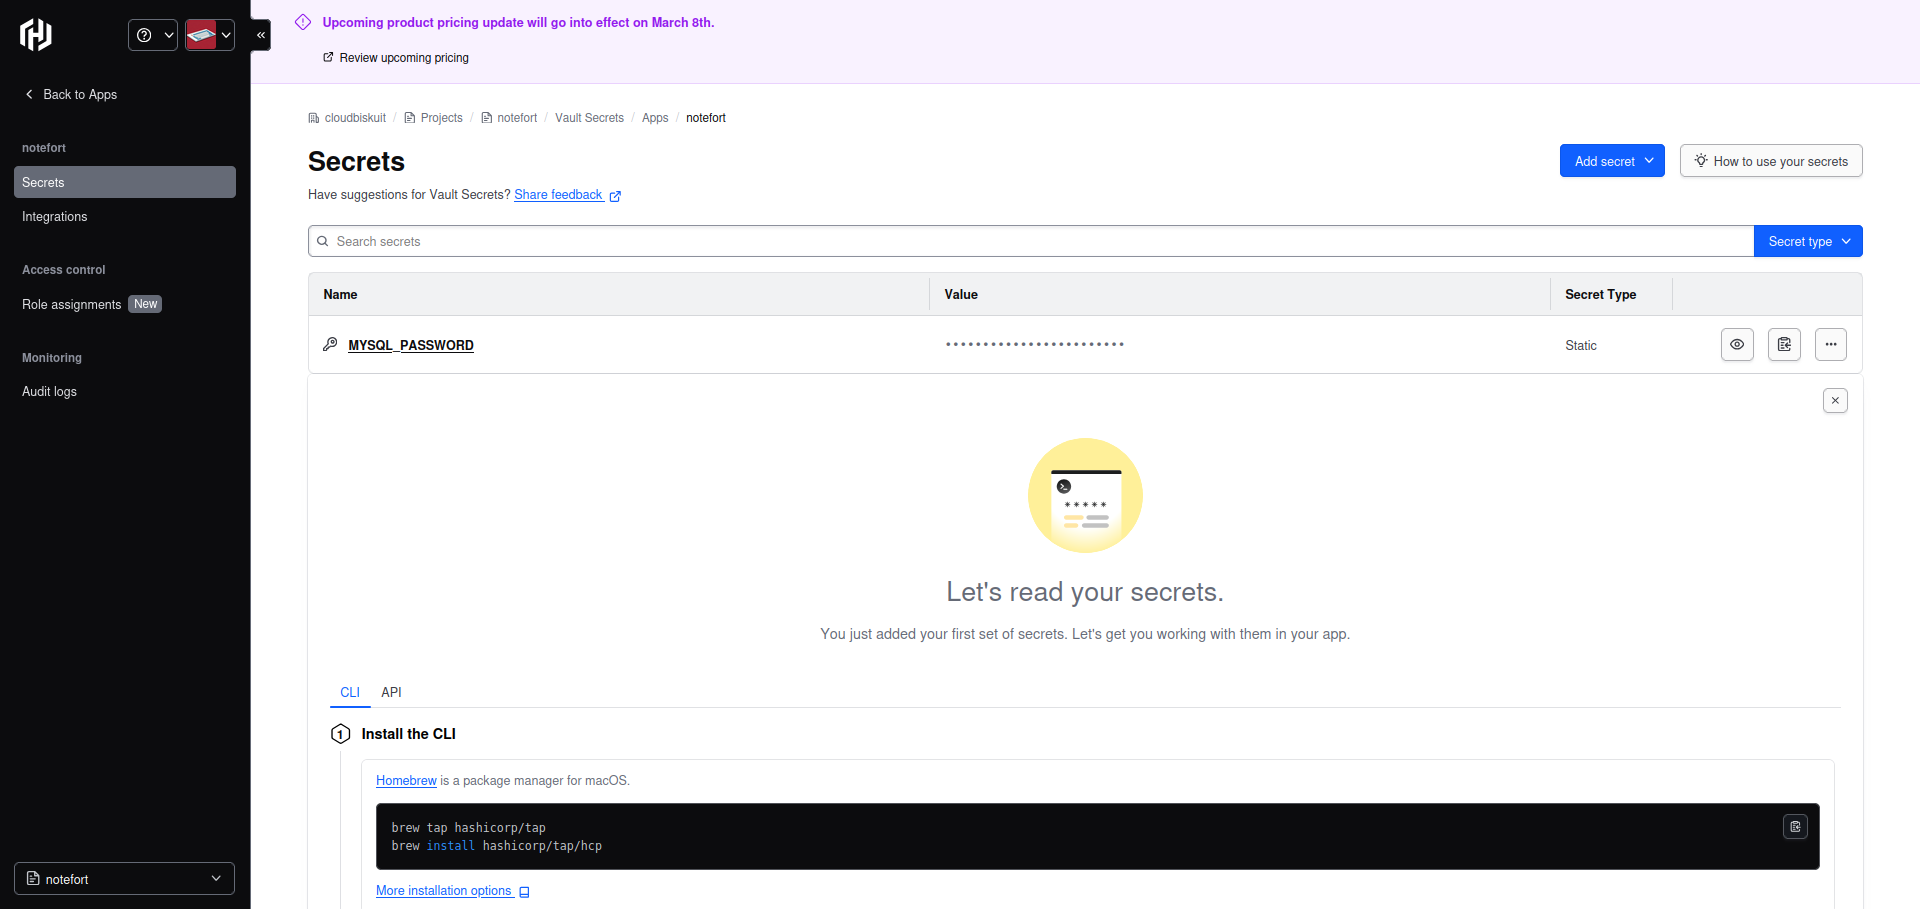 Back to Apps
notefort
Secrets
Integrations
Access control
Role assignments New
Monitoring
Audit logs
notefort
Upcoming product pricing update will go into effect on March 8th.
Review upcoming pricing
cloudbiskuit / Projects / notefort / Vault Secrets / Apps / notefort
Secrets
Add secret
How to use your secrets
Have suggestions for Vault Secrets? Share feedback
Search secrets
Secret type
Name Value Secret Type
MYSQL_PASSWORD •••••••••••••••••••••••• Static
Let's read your secrets.
You just added your first set of secrets. Let's get you working with them in your app.
CLI API
1 Install the CLI
Homebrew is a package manager for macOS.
brew tap hashicorp/tap
brew install hashicorp/tap/hcp
More installation options